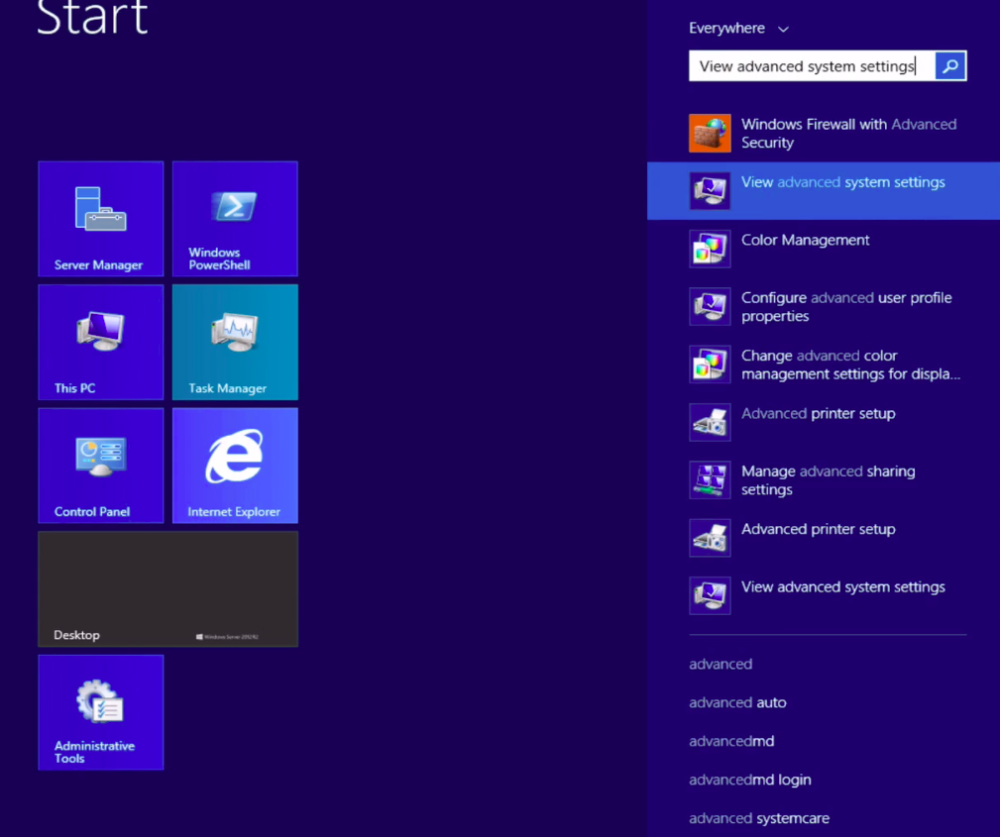 Start
Server Manager
Windows
PowerShell
This PC
Task Manager
Control Panel
Internet Explorer
Desktop
Windows Server 2012 R2
Administrative
Tools
Everywhere
View advanced system settings
Windows Firewall with Advanced
Security
View advanced system settings
Color Management
Configure advanced user profile
properties
Change advanced color
management settings for displa...
Advanced printer setup
Manage advanced sharing
settings
Advanced printer setup
View advanced system settings
advanced
advanced auto
advancedmd
advancedmd login
advanced systemcare